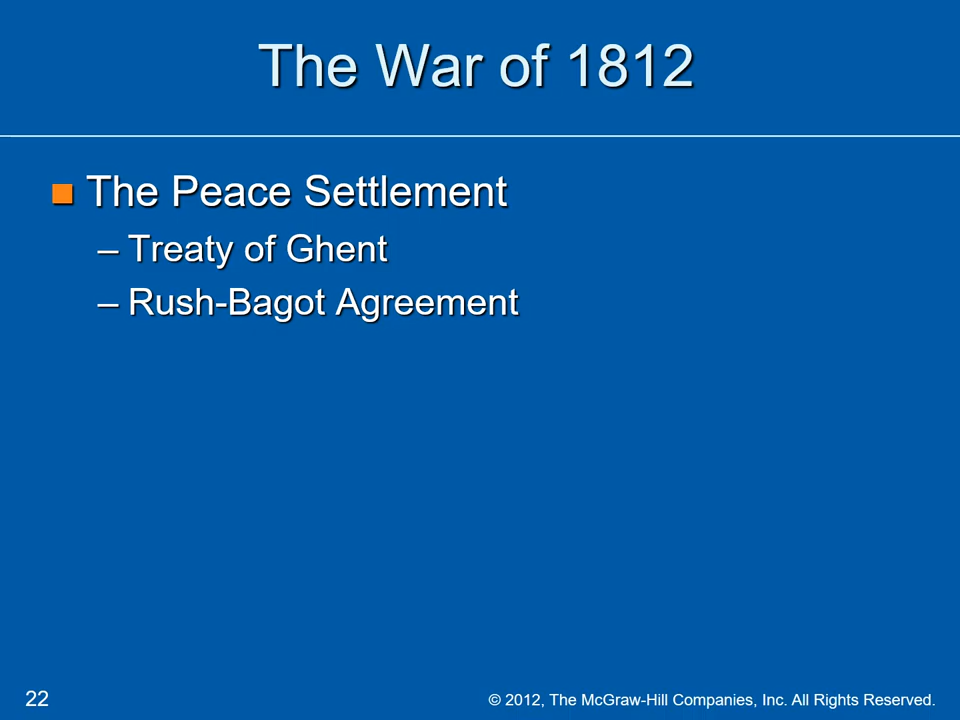 The War of 1812
The Peace Settlement
– Treaty of Ghent
– Rush-Bagot Agreement
22
© 2012, The McGraw-Hill Companies, Inc. All Rights Reserved.